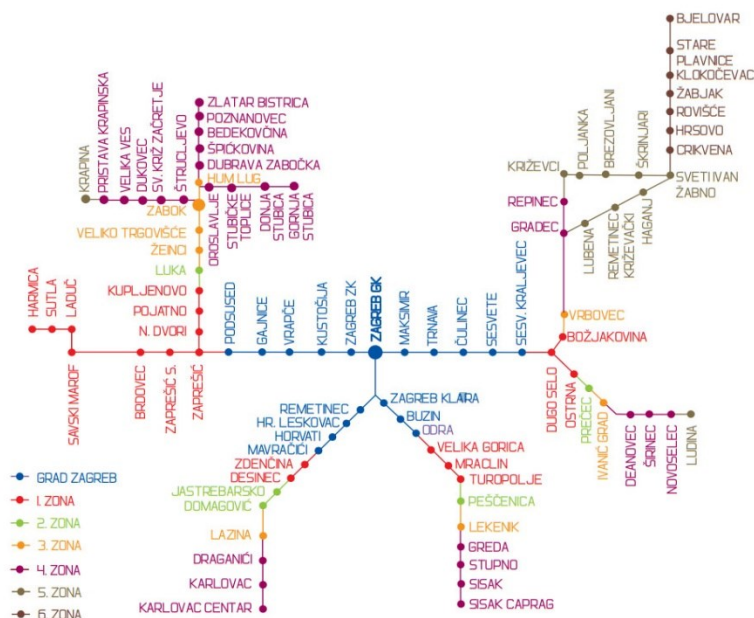 BJELOVAR
STARE
PLAVNICE
KLOKOČEVAC
ŽABJAK
ROVIŠĆE
HRSOVO
CRIKVENA
SVETI IVAN
ŽABNO
ŠKRINJARI
BREZOVLJANI
POLJANKA
KRIŽEVCI
REPINEC
GRADEC
LUBENA
REMETINEC
KRIŽEVAČKI
HAGANJ
VRBOVEC
BOŽJAKOVINA
ZLATAR BISTRICA
POZNANOVEC
BEDEKOVČINA
ŠPIĆKOVINA
DUBRAVA ZABOČKA
HUM LUG
KRAPINA
PRISTAVA KRAPINSKA
VELIKA VES
DUKOVEC
SV. KRIŽ ZAČRETJE
ŠTRUCLJEVO
ZABOK
OROSLAVJE
STUBIČKE
TOPLICE
DONJA
STUBICA
GORNJA
STUBICA
VELIKO TRGOVIŠĆE
ŽEINCI
LUKA
KUPLJENOVO
POJATNO
N. DVORI
HARMICA
SUTLA
LADUČ
SAVSKI MAROF
BRDOVEC
ZAPREŠIĆ S.
ZAPREŠIĆ
PODSUSED
GAJNICE
VRAPČE
KUSTOŠIJA
ZAGREB ZK
ZAGREB GK
MAKSIMIR
TRNAVA
ČULINEC
SESVETE
SESV. KRALJEVEC
DUGO SELO
OSTRNA
PREČEC
IVANIĆ GRAD
DEANOVEC
ŠIRINEC
NOVOSELEC
LUDINA
REMETINEC
HR. LESKOVAC
HORVATI
MAVRAČIĆI
ZDENČINA
DESINEC
JASTREBARSKO
DOMAGOVIĆ
LAZINA
DRAGANIĆI
KARLOVAC
KARLOVAC CENTAR
ZAGREB
BUZIN
ODRA
VELIKA GORICA
MRACLIN
TUROPOLJE
PEŠČENICA
LEKENIK
GREDA
STUPNO
SISAK
SISAK CAPRAG
GRAD ZAGREB
1. ZONA
2. ZONA
3. ZONA
4. ZONA
5. ZONA
6. ZONA